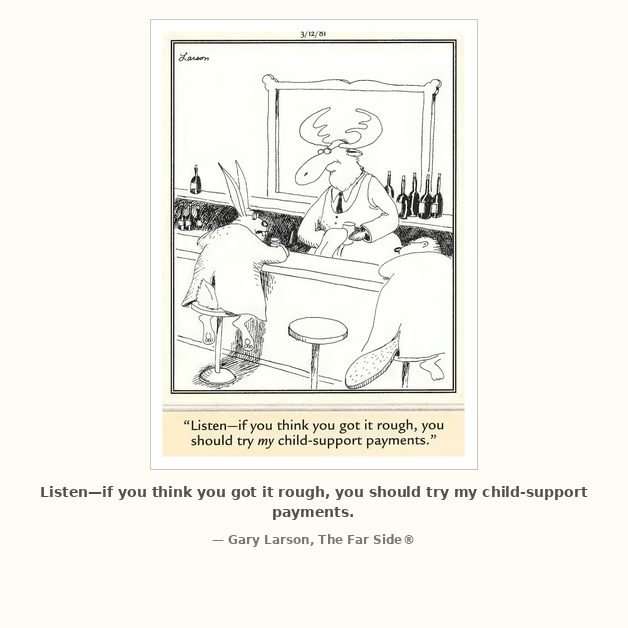 3/12/81
Larson
“Listen—if you think you got it rough, you
should try my child-support payments.”
Listen—if you think you got it rough, you should try my child-support
payments.
— Gary Larson, The Far Side®